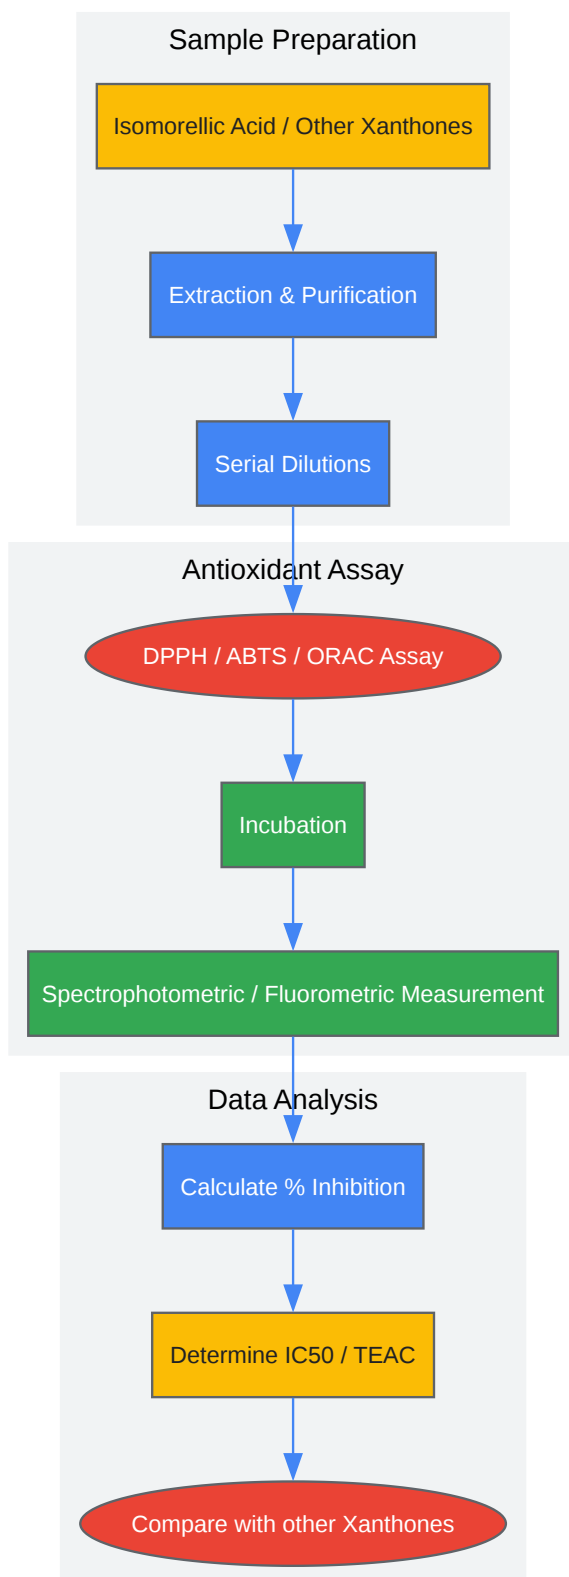 Sample Preparation
Isomorellic Acid / Other Xanthones
Extraction & Purification
Serial Dilutions
Antioxidant Assay
DPPH / ABTS / ORAC Assay
Incubation
Spectrophotometric / Fluorometric Measurement
Data Analysis
Calculate % Inhibition
Determine IC50 / TEAC
Compare with other Xanthones